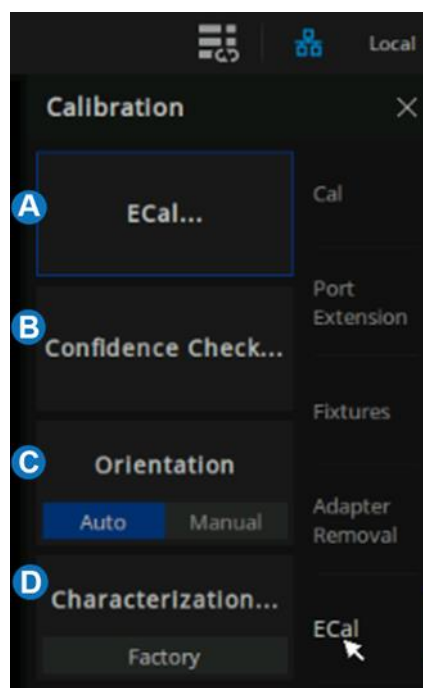 Local
Calibration
A
ECal...
Cal
B
Confidence Check...
Port
Extension
C
Orientation
Auto Manual
Fixtures
Adapter
Removal
D
Characterization...
Factory
ECal